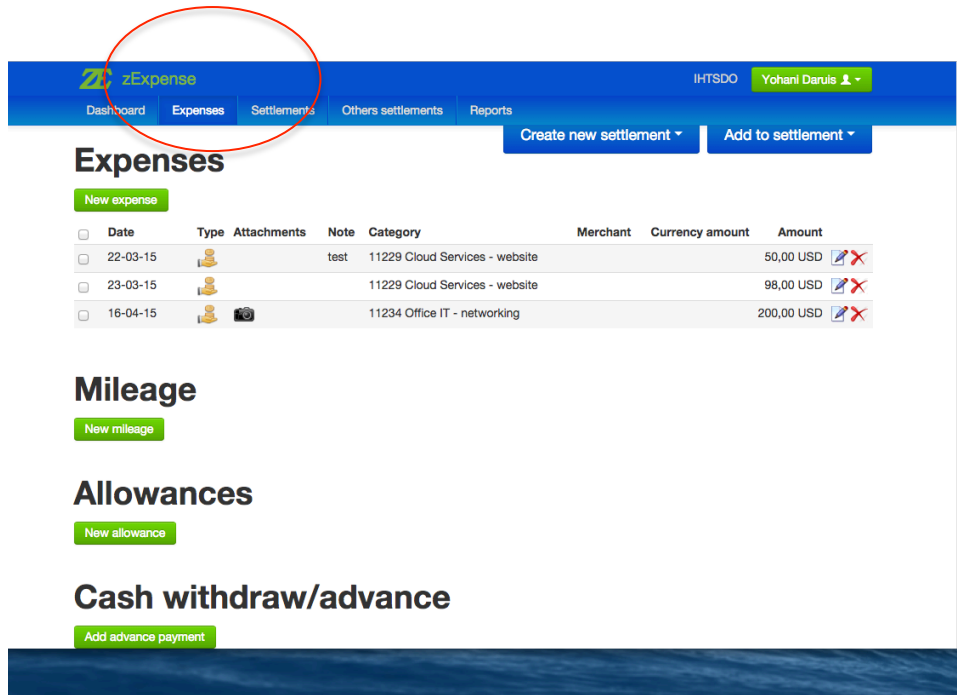 ZE zExpense IHTSDO Yohani Daruis
Dashboard Expenses Settlements Others settlements Reports
Create new settlement Add to settlement
Expenses
New expense
Date Type Attachments Note Category Merchant Currency amount Amount
22-03-15 test 11229 Cloud Services - website 50,00 USD
23-03-15 11229 Cloud Services - website 98,00 USD
16-04-15 11234 Office IT - networking 200,00 USD
Mileage
New mileage
Allowances
New allowance
Cash withdraw/advance
Add advance payment